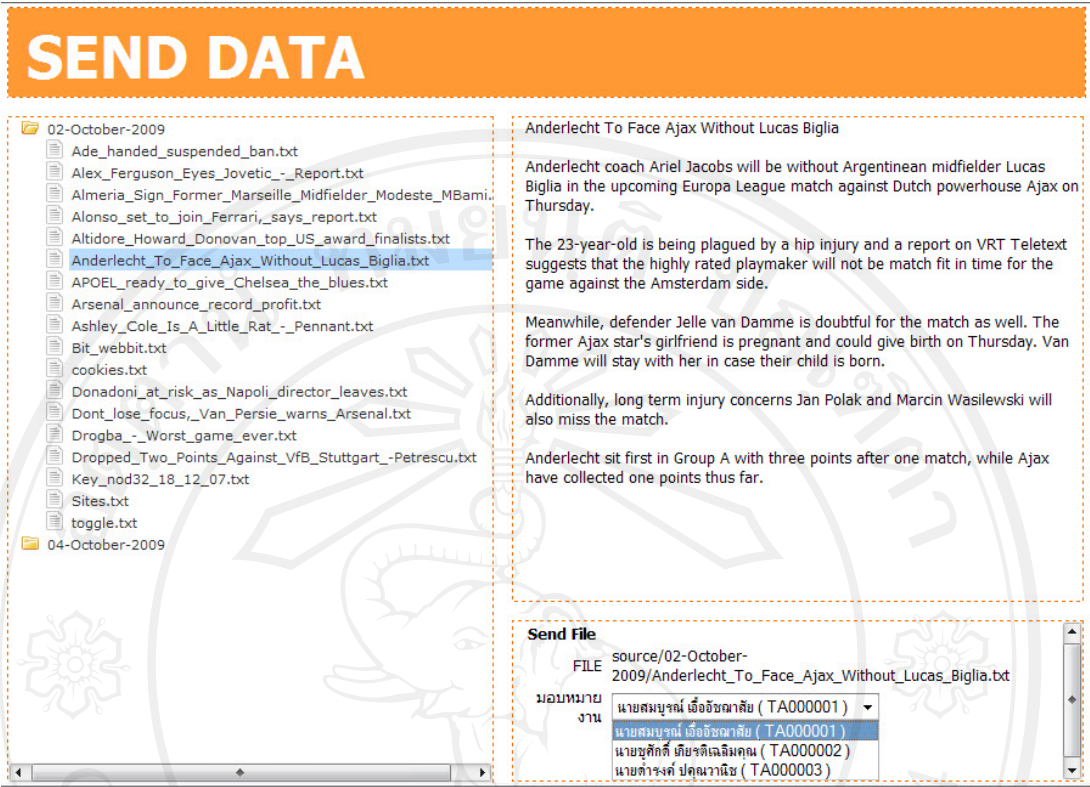 SEND DATA
02-October-2009
Ade_handed_suspended_ban.txt
Alex_Ferguson_Eyes_Jovetic_-_Report.txt
Almeria_Sign_Former_Marseille_Midfielder_Modeste_MBami.
Alonso_set_to_join_Ferrari,_says_report.txt
Altidore_Howard_Donovan_top_US_award_finalists.txt
Anderlecht_To_Face_Ajax_Without_Lucas_Biglia.txt
APOEL_ready_to_give_Chelsea_the_blues.txt
Arsenal_announce_record_profit.txt
Ashley_Cole_Is_A_Little_Rat_-_Pennant.txt
Bit_webbit.txt
cookies.txt
Donadoni_at_risk_as_Napoli_director_leaves.txt
Dont_lose_focus,_Van_Persie_warns_Arsenal.txt
Drogba_-_Worst_game_ever.txt
Dropped_Two_Points_Against_VfB_Stuttgart_-Petrescu.txt
Key_nod32_18_12_07.txt
Sites.txt
toggle.txt
04-October-2009
Anderlecht To Face Ajax Without Lucas Biglia
Anderlecht coach Ariel Jacobs will be without Argentinean midfielder Lucas
Biglia in the upcoming Europa League match against Dutch powerhouse Ajax on
Thursday.
The 23-year-old is being plagued by a hip injury and a report on VRT Teletext
suggests that the highly rated playmaker will not be match fit in time for the
game against the Amsterdam side.
Meanwhile, defender Jelle van Damme is doubtful for the match as well. The
former Ajax star's girlfriend is pregnant and could give birth on Thursday. Van
Damme will stay with her in case their child is born.
Additionally, long term injury concerns Jan Polak and Marcin Wasilewski will
also miss the match.
Anderlecht sit first in Group A with three points after one match, while Ajax
have collected one points thus far.
Send File
FILE source/02-October-
2009/Anderlecht_To_Face_Ajax_Without_Lucas_Biglia.txt
มอบหมาย
งาน
นายสมบูรณ์ เอื้ออัชฌาสัย ( TA000001 )
นายสมบูรณ์ เอื้ออัชฌาสัย ( TA000001 )
นายชูศักดิ์ เกียรติเฉลิมคุณ ( TA000002 )
นายดำรงค์ ปคุณวานิช ( TA000003 )